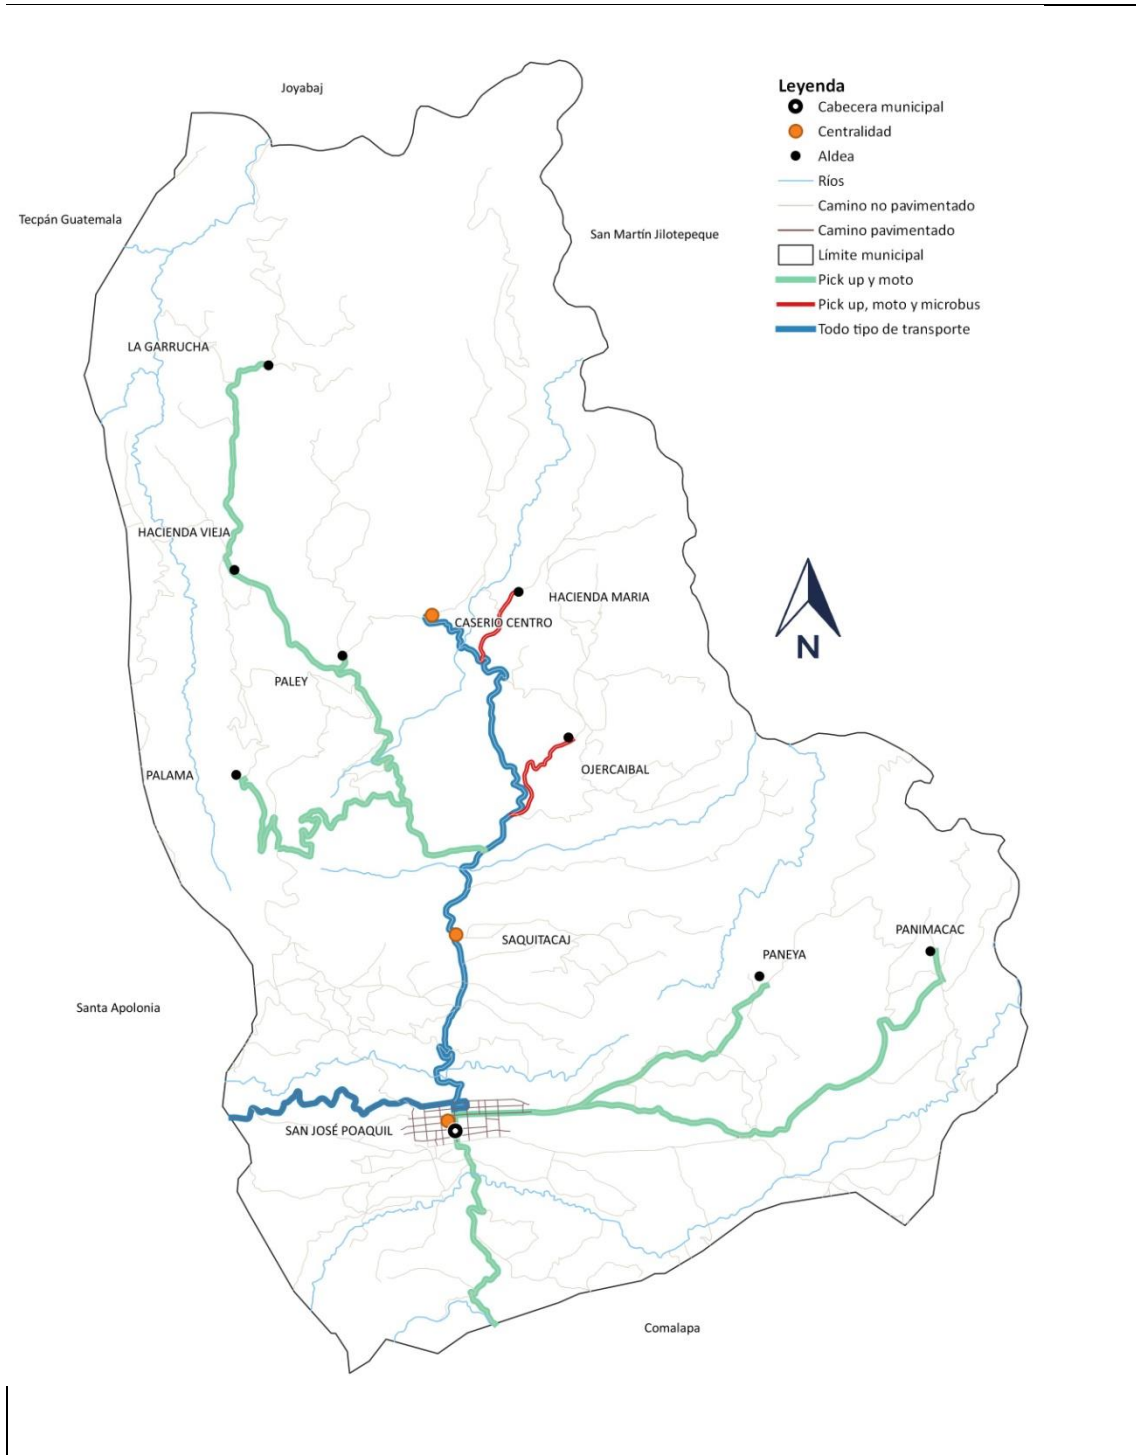 Joyabaj
Leyenda
Cabecera municipal
Centralidad
Aldea
Ríos
Camino no pavimentado
Camino pavimentado
Límite municipal
Pick up y moto
Pick up, moto y microbus
Todo tipo de transporte
Tecpán Guatemala
San Martín Jilotepeque
LA GARRUCHA
HACIENDA VIEJA
HACIENDA MARIA
CASERIO CENTRO
N
PALEY
OJERCAIBAL
PALAMA
PANIMACAC
SAQUITACAJ
PANEYA
Santa Apolonia
SAN JOSÉ POAQUIL
Comalapa